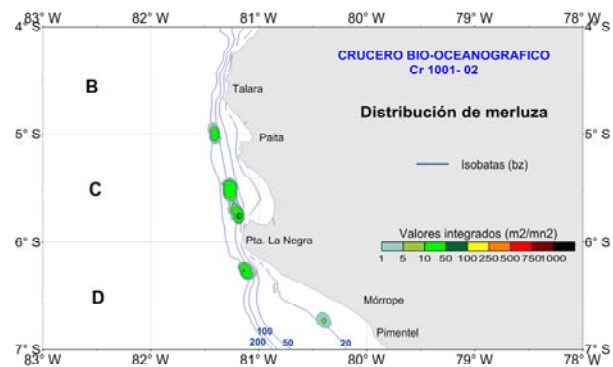 83° W 82° W 81° W 80° W 79° W 78° W
4° S 4° S
CRUCERO BIO-OCEANOGRAFICO
Cr 1001- 02
B
Talara
Distribución de merluza
5° S Paita 5° S
Isobatas (bz)
C
Valores integrados (m2/mn2)
6° S Pta. La Negra 6° S
1 5 10 50 100 250 500 750 1000
D
Mórrope
Pimentel
100
200 50 20
7° S 7° S
83° W 82° W 81° W 80° W 79° W 78° W